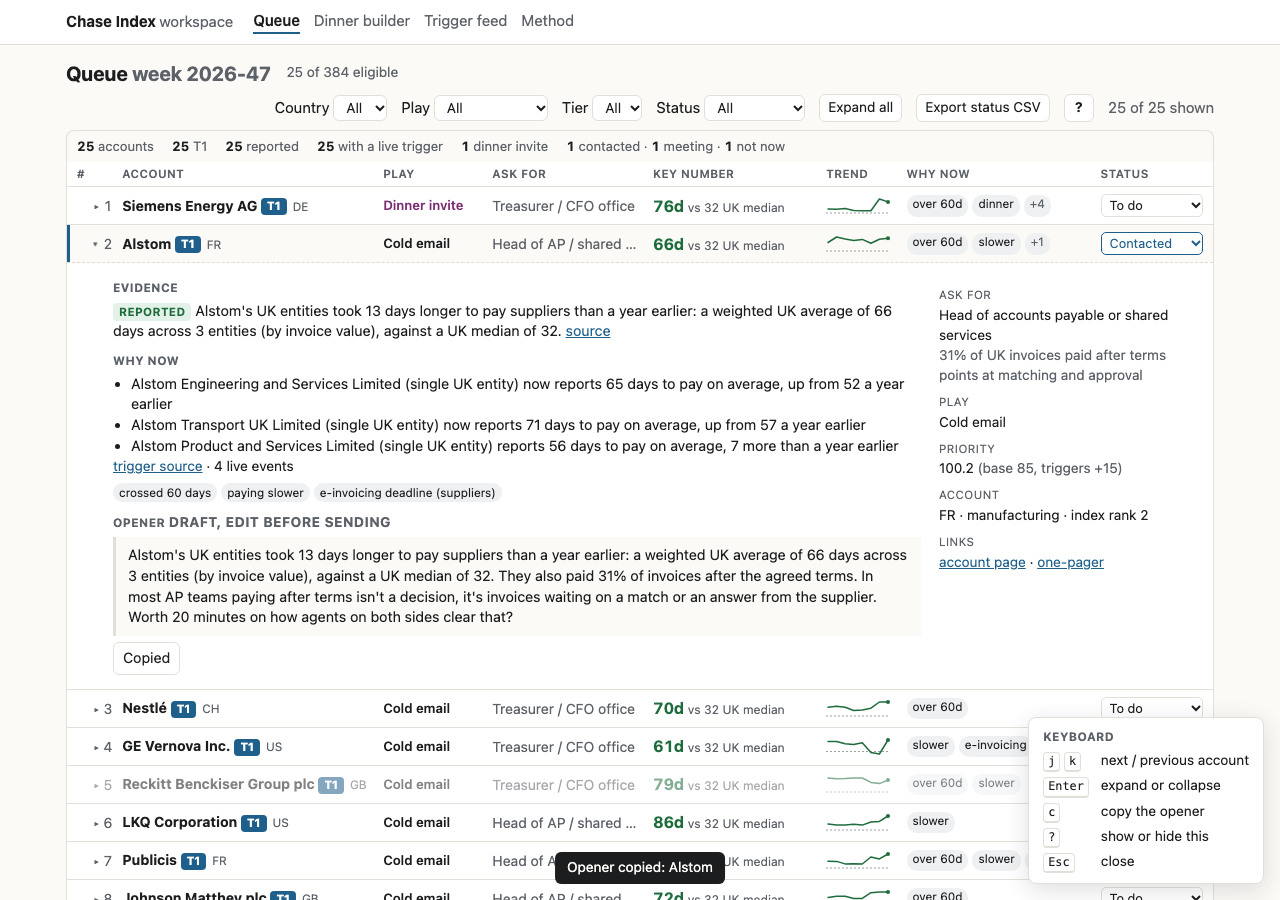 Chase Index workspace Queue Dinner builder Trigger feed Method
Queue week 2026-47 25 of 384 eligible
Country All Play All Tier All Status All Expand all Export status CSV ? 25 of 25 shown
25 accounts 25 T1 25 reported 25 with a live trigger 1 dinner invite 1 contacted · 1 meeting · 1 not now
# ACCOUNT PLAY ASK FOR KEY NUMBER TREND WHY NOW STATUS
▸ 1 Siemens Energy AG T1 DE Dinner invite Treasurer / CFO office 76d vs 32 UK median over 60d dinner +4 To do
▾ 2 Alstom T1 FR Cold email Head of AP / shared ... 66d vs 32 UK median over 60d slower +1 Contacted
EVIDENCE
REPORTED Alstom's UK entities took 13 days longer to pay suppliers than a year earlier: a weighted UK average of 66
days across 3 entities (by invoice value), against a UK median of 32. source
WHY NOW
• Alstom Engineering and Services Limited (single UK entity) now reports 65 days to pay on average, up from 52 a year
earlier
• Alstom Transport UK Limited (single UK entity) now reports 71 days to pay on average, up from 57 a year earlier
• Alstom Product and Services Limited (single UK entity) reports 56 days to pay on average, 7 more than a year earlier
trigger source · 4 live events
crossed 60 days paying slower e-invoicing deadline (suppliers)
OPENER DRAFT, EDIT BEFORE SENDING
Alstom's UK entities took 13 days longer to pay suppliers than a year earlier: a weighted UK average of 66 days across
3 entities (by invoice value), against a UK median of 32. They also paid 31% of invoices after the agreed terms. In
most AP teams paying after terms isn't a decision, it's invoices waiting on a match or an answer from the supplier.
Worth 20 minutes on how agents on both sides clear that?
Copied
ASK FOR
Head of accounts payable or shared
services
31% of UK invoices paid after terms
points at matching and approval
PLAY
Cold email
PRIORITY
100.2 (base 85, triggers +15)
ACCOUNT
FR · manufacturing · index rank 2
LINKS
account page · one-pager
▸ 3 Nestlé T1 CH Cold email Treasurer / CFO office 70d vs 32 UK median over 60d To do
▸ 4 GE Vernova Inc. T1 US Cold email Treasurer / CFO office 61d vs 32 UK median slower e-invoicing
▸ 5 Reckitt Benckiser Group plc T1 GB Cold email Treasurer / CFO office 79d vs 32 UK median over 60d slower
▸ 6 LKQ Corporation T1 US Cold email Head of AP / shared ... 86d vs 32 UK median slower
▸ 7 Publicis T1 FR Cold email Head of A UK median over 60d slower
▸ 8 Johnson Matthey plc T1 GB Cold email Head of AP / shared 72d vs 32 UK median over 60d To do
Opener copied: Alstom
KEYBOARD
j k next / previous account
Enter expand or collapse
c copy the opener
? show or hide this
Esc close